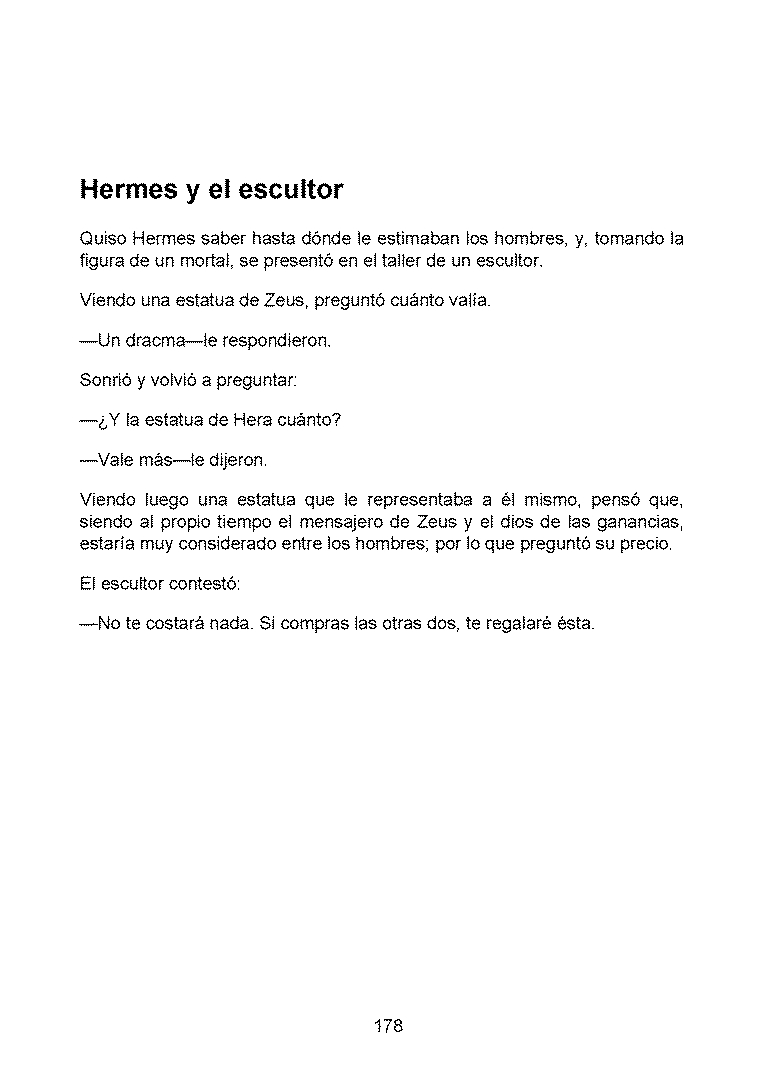 Hermes y el escultor
Quiso Hermes saber hasta dónde le estimaban los hombres, y, tomando la
figura de un mortal, se presentó en el taller de un escultor.
Viendo una estatua de Zeus, preguntó cuánto valía.
—Un dracma—le respondieron.
Sonrió y volvió a preguntar:
—¿Y la estatua de Hera cuánto?
—Vale más—le dijeron.
Viendo luego una estatua que le representaba a él mismo, pensó que,
siendo al propio tiempo el mensajero de Zeus y el dios de las ganancias,
estaría muy considerado entre los hombres; por lo que preguntó su precio.
El escultor contestó:
—No te costará nada. Si compras las otras dos, te regalaré ésta.
178